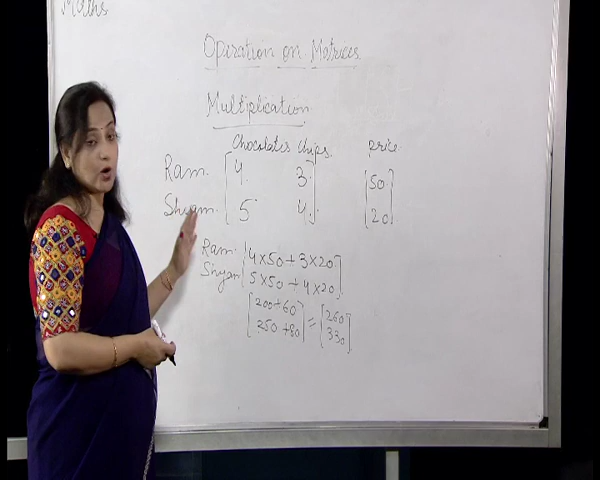 Maths
Operation on Matrices
Multiplication
Chocolates Chips Price
Ram [4 3] [50]
Shyam [5 4] [20]
Ram [4×50 + 3×20]
Shyam [5×50 + 4×20]
[200+60] = [260]
[250+80] [330]